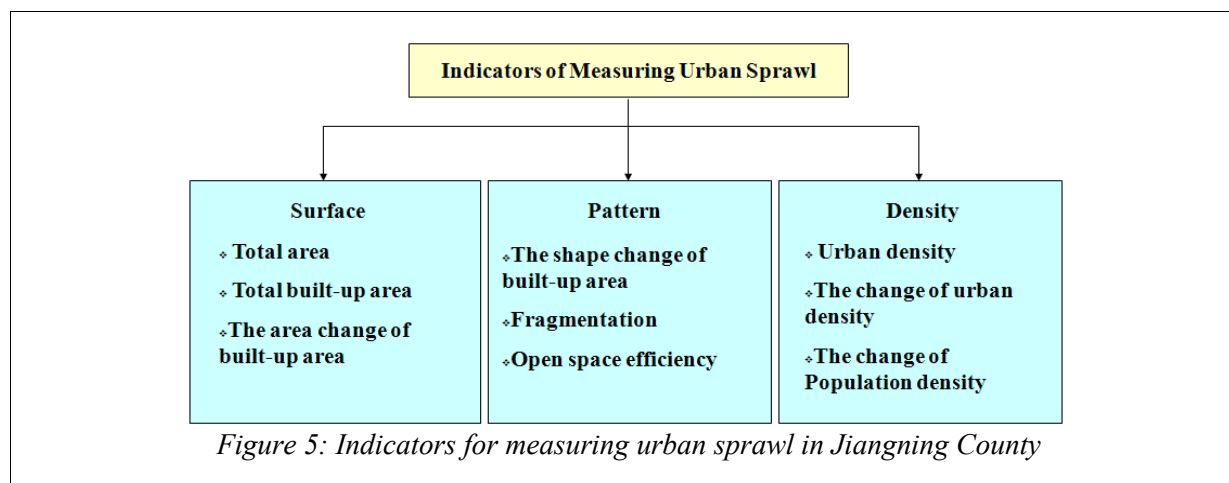 Indicators of Measuring Urban Sprawl
Surface
❖ Total area
❖ Total built-up area
❖The area change of
built-up area
Pattern
❖The shape change of
built-up area
❖Fragmentation
❖Open space efficiency
Density
❖ Urban density
❖The change of urban
density
❖The change of
Population density
Figure 5: Indicators for measuring urban sprawl in Jiangning County